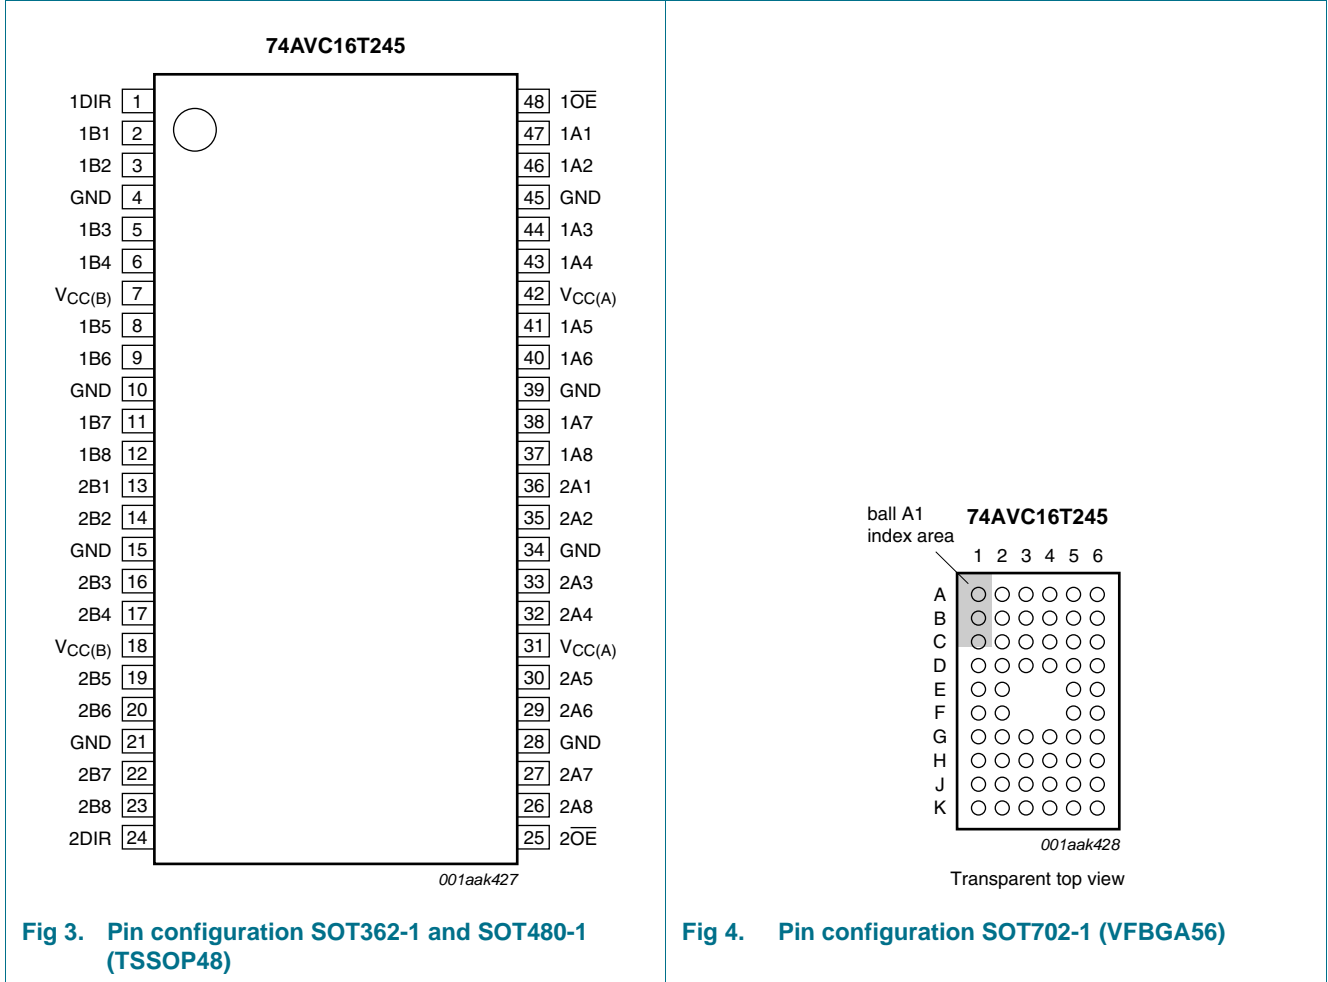 74AVC16T245
1DIR 1 48 1OE
1B1 2 47 1A1
1B2 3 46 1A2
GND 4 45 GND
1B3 5 44 1A3
1B4 6 43 1A4
VCC(B) 7 42 VCC(A)
1B5 8 41 1A5
1B6 9 40 1A6
GND 10 39 GND
1B7 11 38 1A7
1B8 12 37 1A8
2B1 13 36 2A1
2B2 14 35 2A2
GND 15 34 GND
2B3 16 33 2A3
2B4 17 32 2A4
VCC(B) 18 31 VCC(A)
2B5 19 30 2A5
2B6 20 29 2A6
GND 21 28 GND
2B7 22 27 2A7
2B8 23 26 2A8
2DIR 24 25 2OE
001aak427
Fig 3. Pin configuration SOT362-1 and SOT480-1
(TSSOP48)
ball A1
index area
74AVC16T245
1 2 3 4 5 6
A
B
C
D
E
F
G
H
J
K
001aak428
Transparent top view
Fig 4. Pin configuration SOT702-1 (VFBGA56)